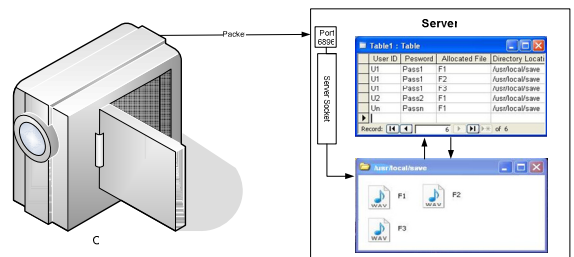 Packe
Server
Port
6896
Server Socket
Table1 : Table
User ID Pesword Allocated File Directory Locati
U1 Pass1 F1 /usr/local/save
U1 Pass1 F2 /usr/local/save
U1 Pass1 F3 /usr/local/save
U2 Pass2 F1 /usr/local/save
Un Passn F1 /usr/local/save
Record: 6 of 6
/usr/local/save
F1 F2
F3
WAV WAV
WAV
C